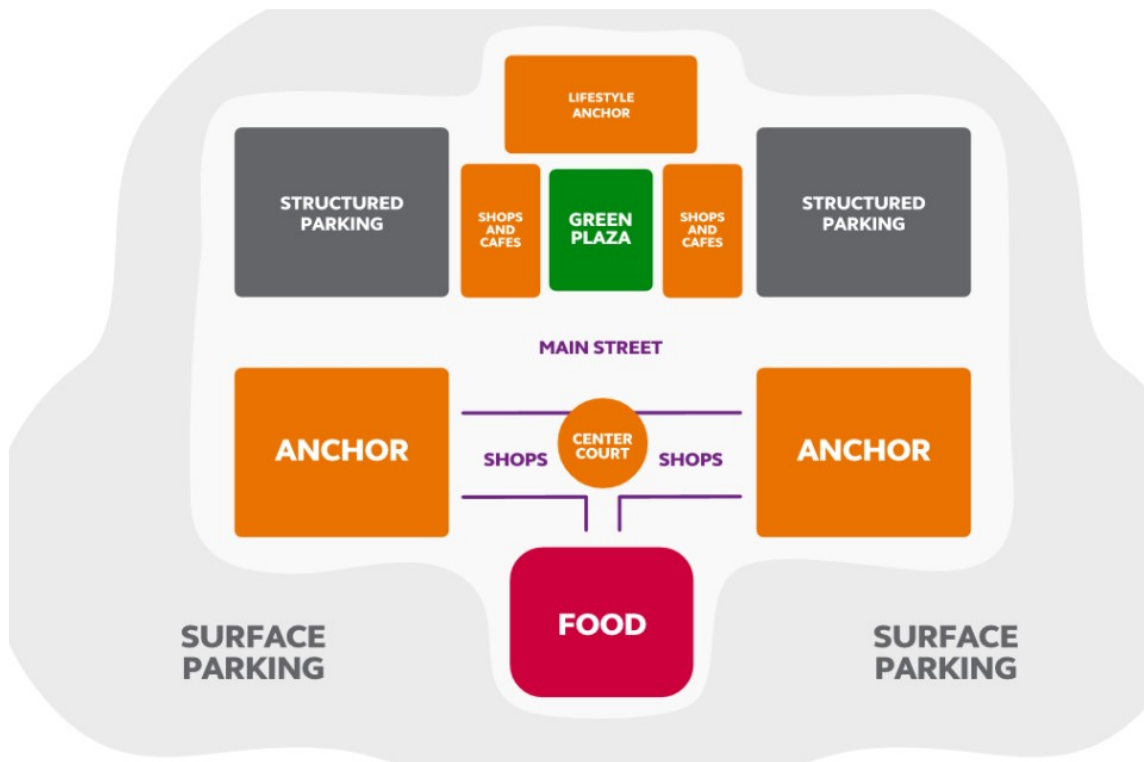 LIFESTYLE
ANCHOR
STRUCTURED
PARKING
SHOPS
AND
CAFES
GREEN
PLAZA
SHOPS
AND
CAFES
STRUCTURED
PARKING
MAIN STREET
ANCHOR
SHOPS
CENTER
COURT
SHOPS
ANCHOR
FOOD
SURFACE
PARKING
SURFACE
PARKING